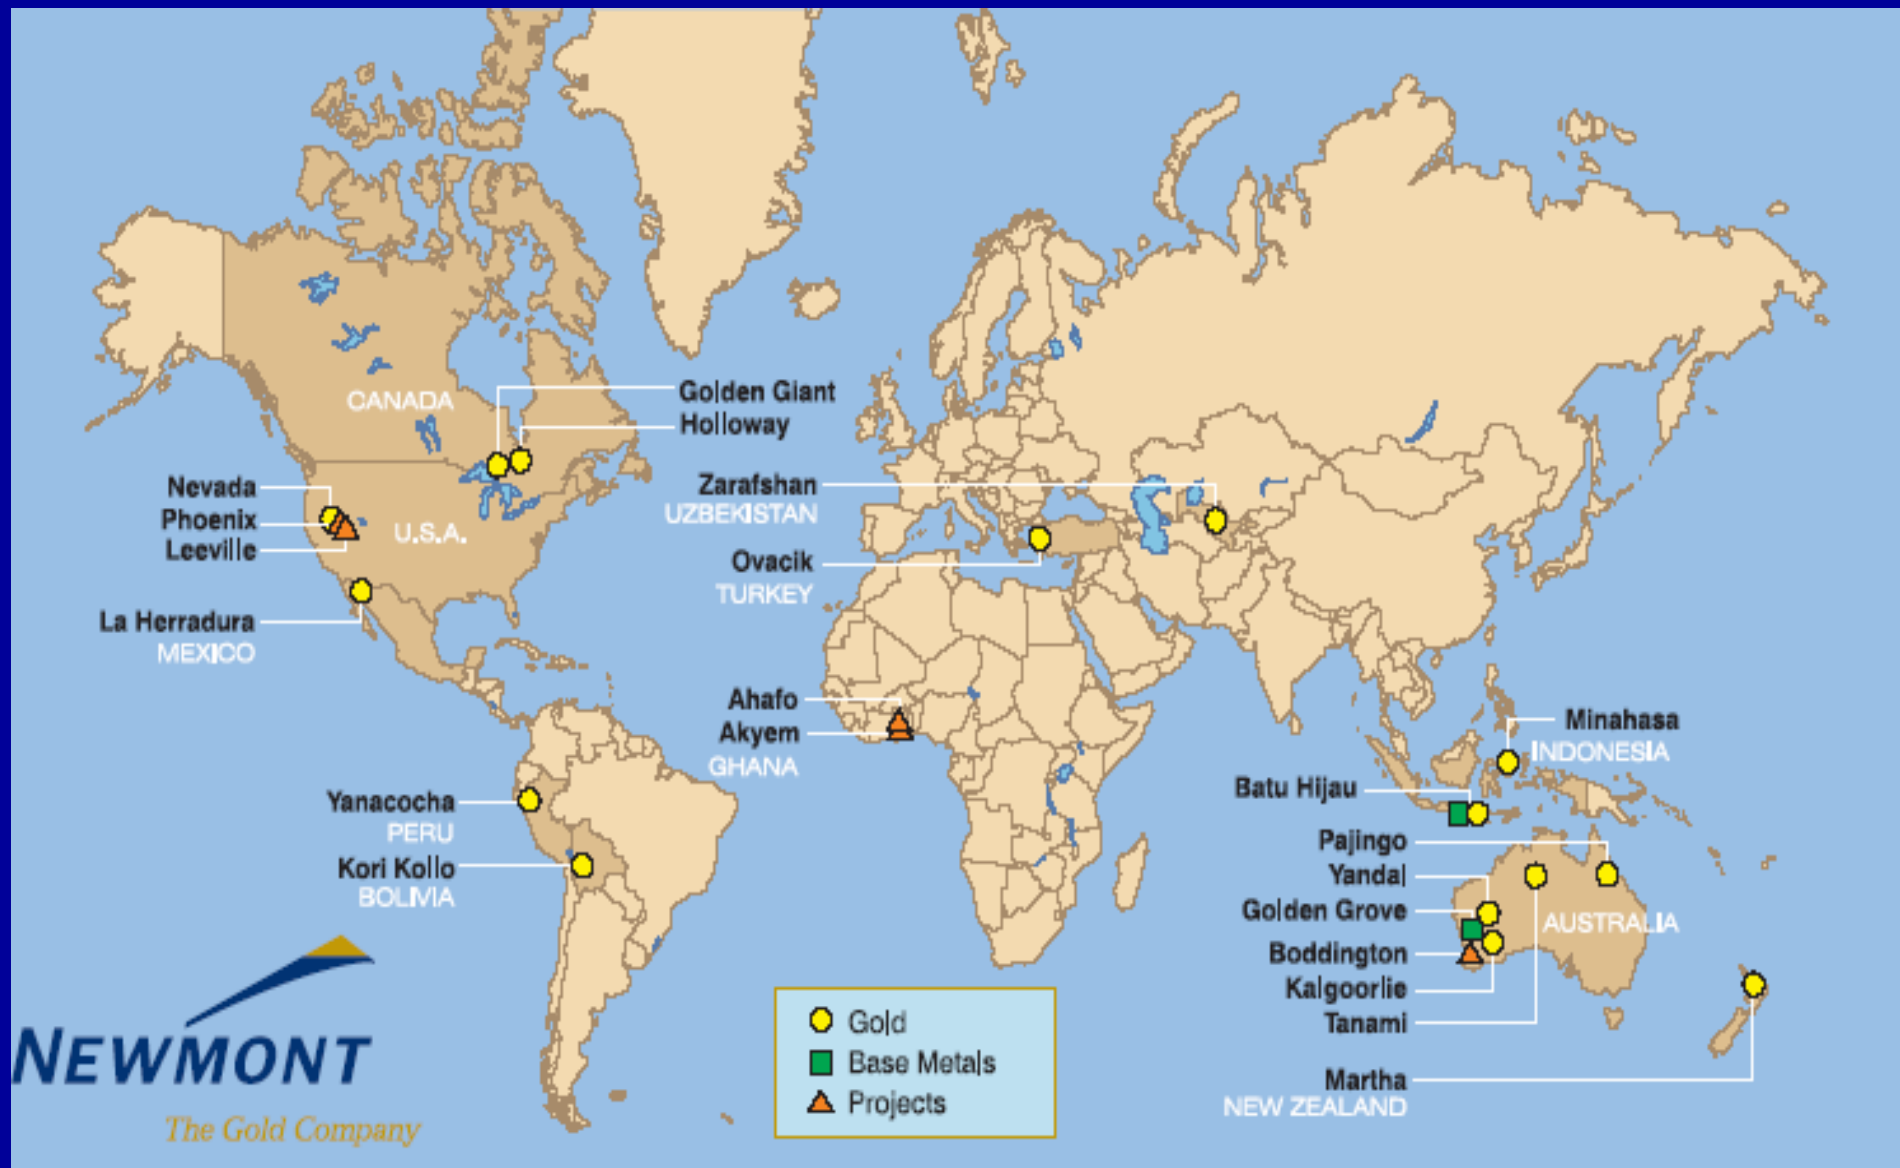 CANADA
Golden Giant
Holloway
Nevada
Phoenix
Leeville
U.S.A.
La Herradura
MEXICO
Zarafshan
UZBEKISTAN
Ovacik
TURKEY
Ahafo
Akyem
GHANA
Yanacocha
PERU
Kori Kollo
BOLIVIA
Minahasa
INDONESIA
Batu Hijau
Pajingo
Yandal
Golden Grove
AUSTRALIA
Boddington
Kalgoorlie
Tanami
Martha
NEW ZEALAND
Gold
Base Metals
Projects
NEWMONT
The Gold Company